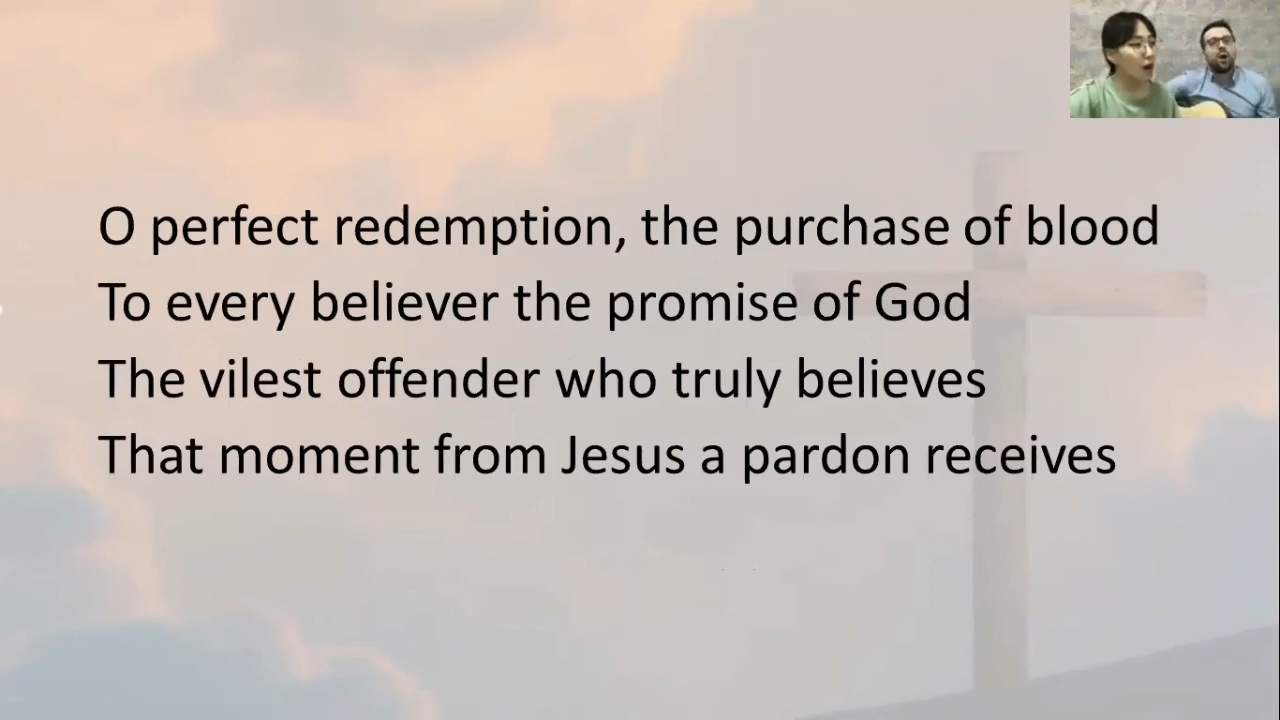 O perfect redemption, the purchase of blood
To every believer the promise of God
The vilest offender who truly believes
That moment from Jesus a pardon receives